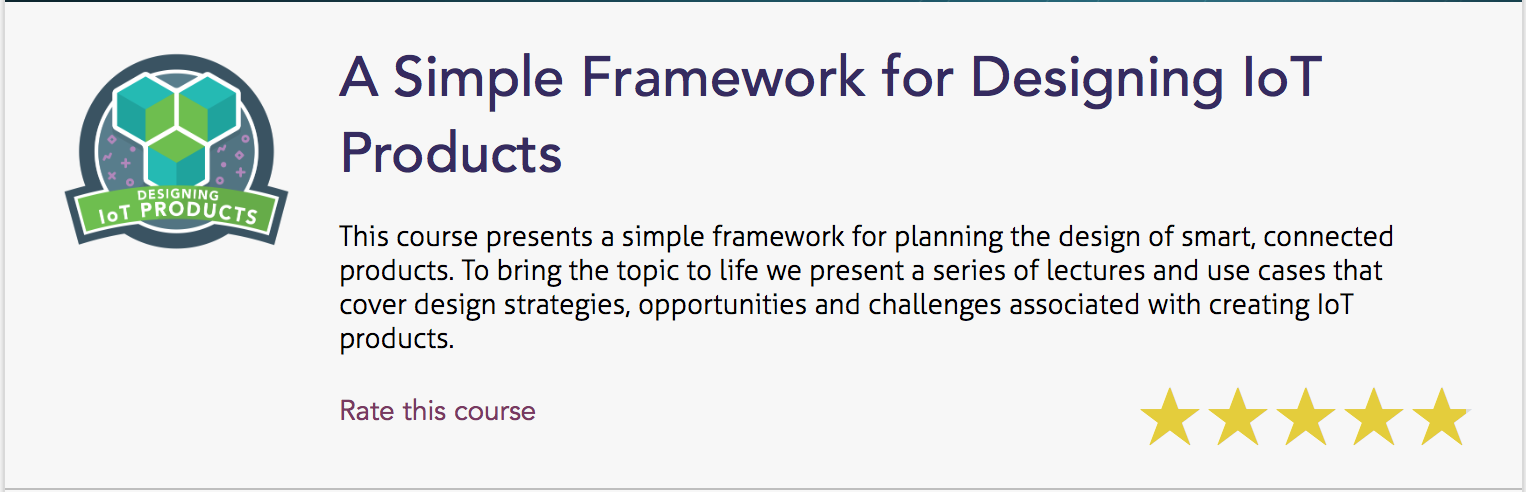 A Simple Framework for Designing IoT
Products
DESIGNING
IoT PRODUCTS
This course presents a simple framework for planning the design of smart, connected
products. To bring the topic to life we present a series of lectures and use cases that
cover design strategies, opportunities and challenges associated with creating IoT
products.
Rate this course